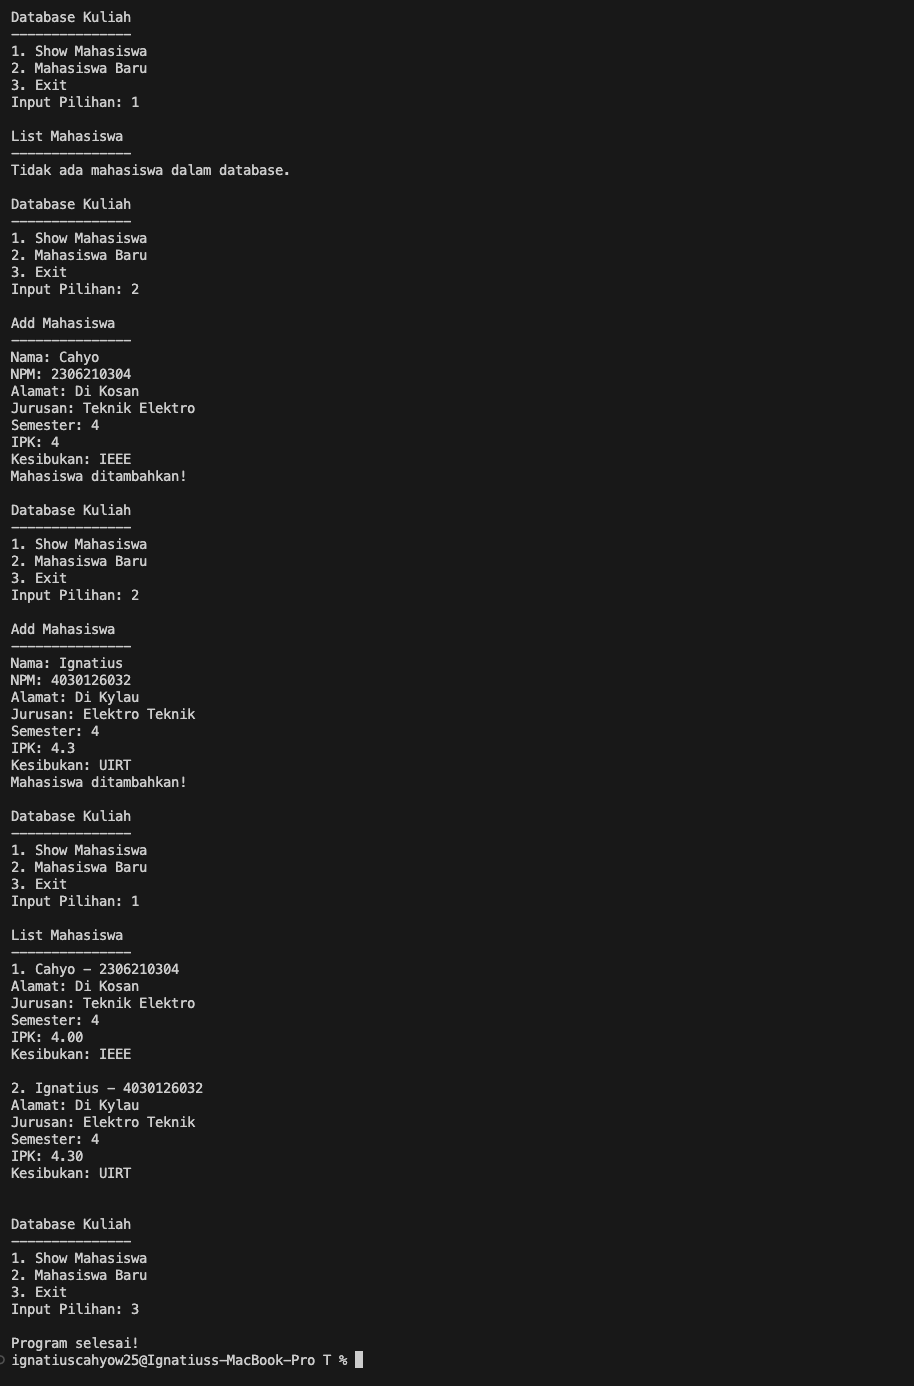 Database Kuliah
---------------
1. Show Mahasiswa
2. Mahasiswa Baru
3. Exit
Input Pilihan: 1

List Mahasiswa
---------------
Tidak ada mahasiswa dalam database.

Database Kuliah
---------------
1. Show Mahasiswa
2. Mahasiswa Baru
3. Exit
Input Pilihan: 2

Add Mahasiswa
---------------
Nama: Cahyo
NPM: 2306210304
Alamat: Di Kosan
Jurusan: Teknik Elektro
Semester: 4
IPK: 4
Kesibukan: IEEE
Mahasiswa ditambahkan!

Database Kuliah
---------------
1. Show Mahasiswa
2. Mahasiswa Baru
3. Exit
Input Pilihan: 2

Add Mahasiswa
---------------
Nama: Ignatius
NPM: 4030126032
Alamat: Di Kylau
Jurusan: Elektro Teknik
Semester: 4
IPK: 4.3
Kesibukan: UIRT
Mahasiswa ditambahkan!

Database Kuliah
---------------
1. Show Mahasiswa
2. Mahasiswa Baru
3. Exit
Input Pilihan: 1

List Mahasiswa
---------------
1. Cahyo - 2306210304
Alamat: Di Kosan
Jurusan: Teknik Elektro
Semester: 4
IPK: 4.00
Kesibukan: IEEE

2. Ignatius - 4030126032
Alamat: Di Kylau
Jurusan: Elektro Teknik
Semester: 4
IPK: 4.30
Kesibukan: UIRT

Database Kuliah
---------------
1. Show Mahasiswa
2. Mahasiswa Baru
3. Exit
Input Pilihan: 3

Program selesai!
ignatiuscahyow25@Ignatiuss-MacBook-Pro T %